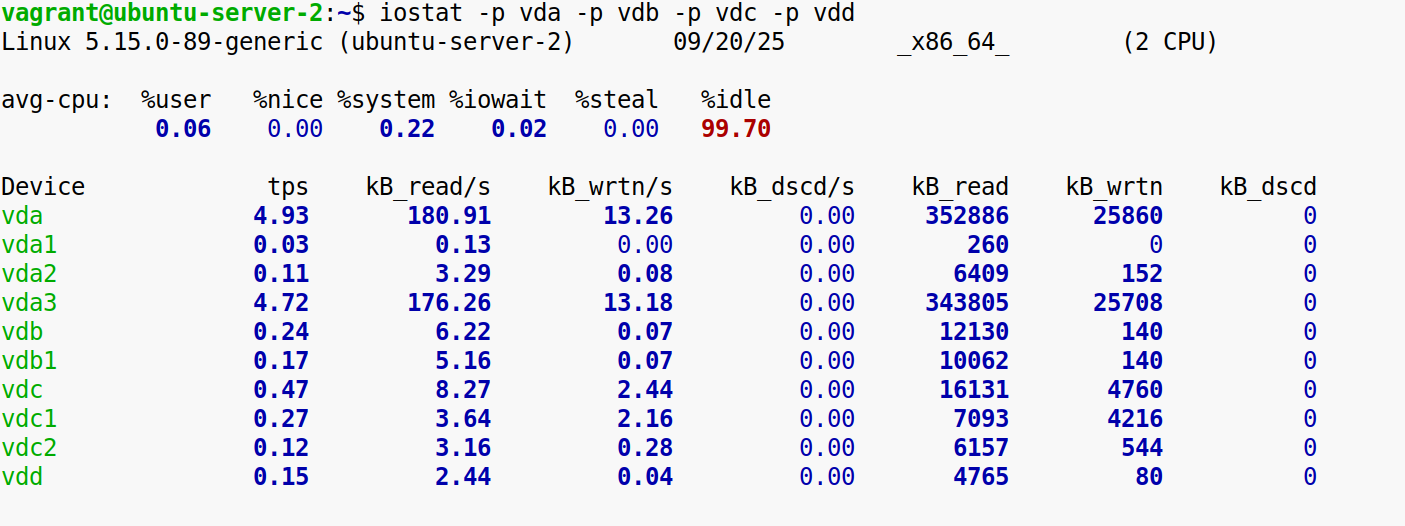 vagrant@ubuntu-server-2:~$ iostat -p vda -p vdb -p vdc -p vdd
Linux 5.15.0-89-generic (ubuntu-server-2)       09/20/25        _x86_64_        (2 CPU)

avg-cpu:  %user   %nice %system %iowait  %steal   %idle
           0.06    0.00    0.22    0.02    0.00   99.70

Device             tps    kB_read/s    kB_wrtn/s    kB_dscd/s    kB_read    kB_wrtn    kB_dscd
vda               4.93       180.91        13.26         0.00     352886      25860          0
vda1              0.03         0.13         0.00         0.00        260          0          0
vda2              0.11         3.29         0.08         0.00       6409        152          0
vda3              4.72       176.26        13.18         0.00     343805      25708          0
vdb               0.24         6.22         0.07         0.00      12130        140          0
vdb1              0.17         5.16         0.07         0.00      10062        140          0
vdc               0.47         8.27         2.44         0.00      16131       4760          0
vdc1              0.27         3.64         2.16         0.00       7093       4216          0
vdc2              0.12         3.16         0.28         0.00       6157        544          0
vdd               0.15         2.44         0.04         0.00       4765         80          0